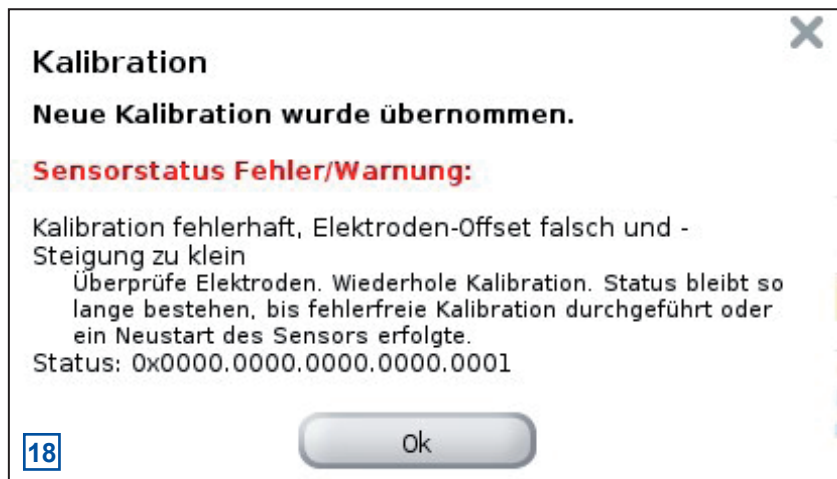 Kalibration
Neue Kalibration wurde übernommen.
Sensorstatus Fehler/Warnung:
Kalibration fehlerhaft, Elektroden-Offset falsch und -
Steigung zu klein
Überprüfe Elektroden. Wiederhole Kalibration. Status bleibt so
lange bestehen, bis fehlerfreie Kalibration durchgeführt oder
ein Neustart des Sensors erfolgte.
Status: 0x0000.0000.0000.0000.0001
Ok
18